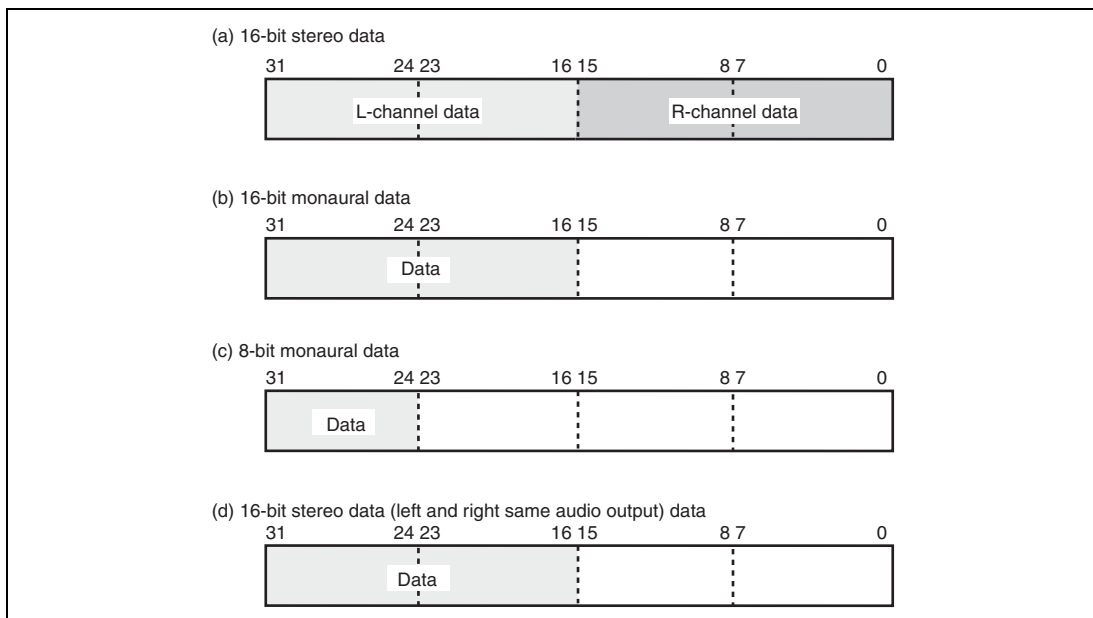 (a) 16-bit stereo data
31 24 23 16 15 8 7 0
L-channel data R-channel data
(b) 16-bit monaural data
31 24 23 16 15 8 7 0
Data
(c) 8-bit monaural data
31 24 23 16 15 8 7 0
Data
(d) 16-bit stereo data (left and right same audio output) data
31 24 23 16 15 8 7 0
Data